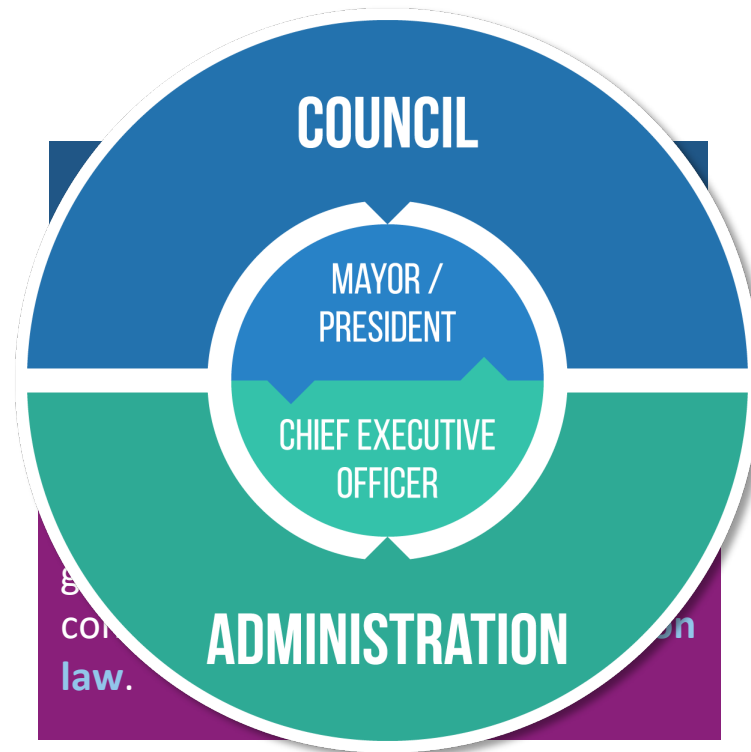 COUNCIL
MAYOR /
PRESIDENT
CHIEF EXECUTIVE
OFFICER
ADMINISTRATION
law.